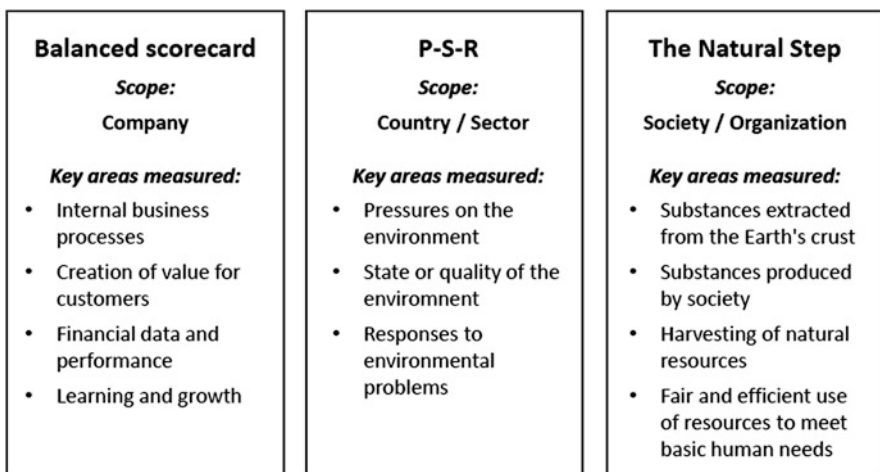 Balanced scorecard
Scope:
Company
Key areas measured:
• Internal business
processes
• Creation of value for
customers
• Financial data and
performance
• Learning and growth
P-S-R
Scope:
Country / Sector
Key areas measured:
• Pressures on the
environment
• State or quality of the
enviromnent
• Responses to
environmental
problems
The Natural Step
Scope:
Society / Organization
Key areas measured:
• Substances extracted
from the Earth's crust
• Substances produced
by society
• Harvesting of natural
resources
• Fair and efficient use
of resources to meet
basic human needs